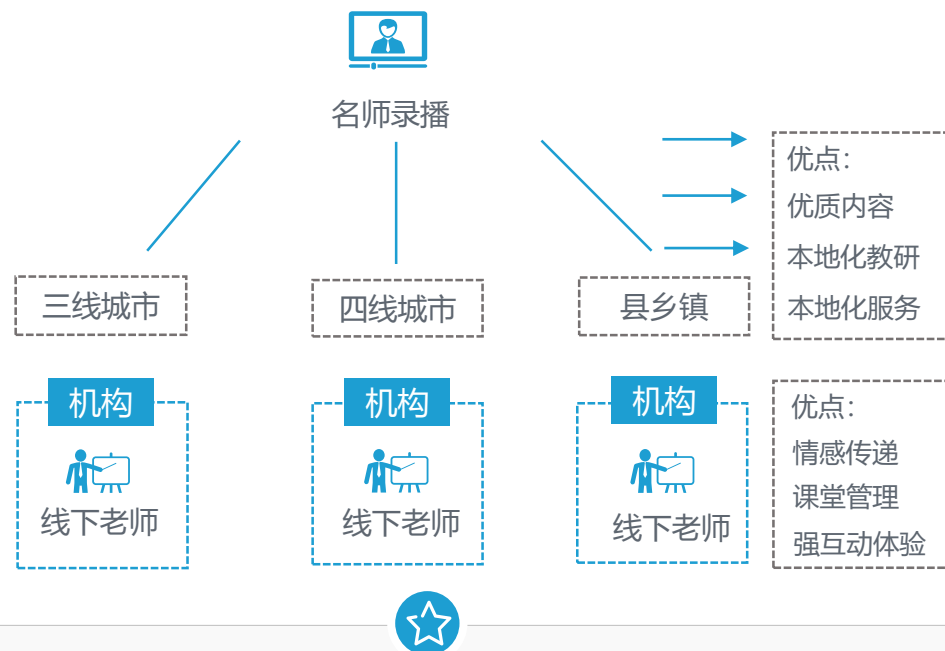 名师录播
优点：
优质内容
本地化教研
本地化服务
三线城市
四线城市
县乡镇
机构
线下老师
机构
线下老师
机构
线下老师
优点：
情感传递
课堂管理
强互动体验